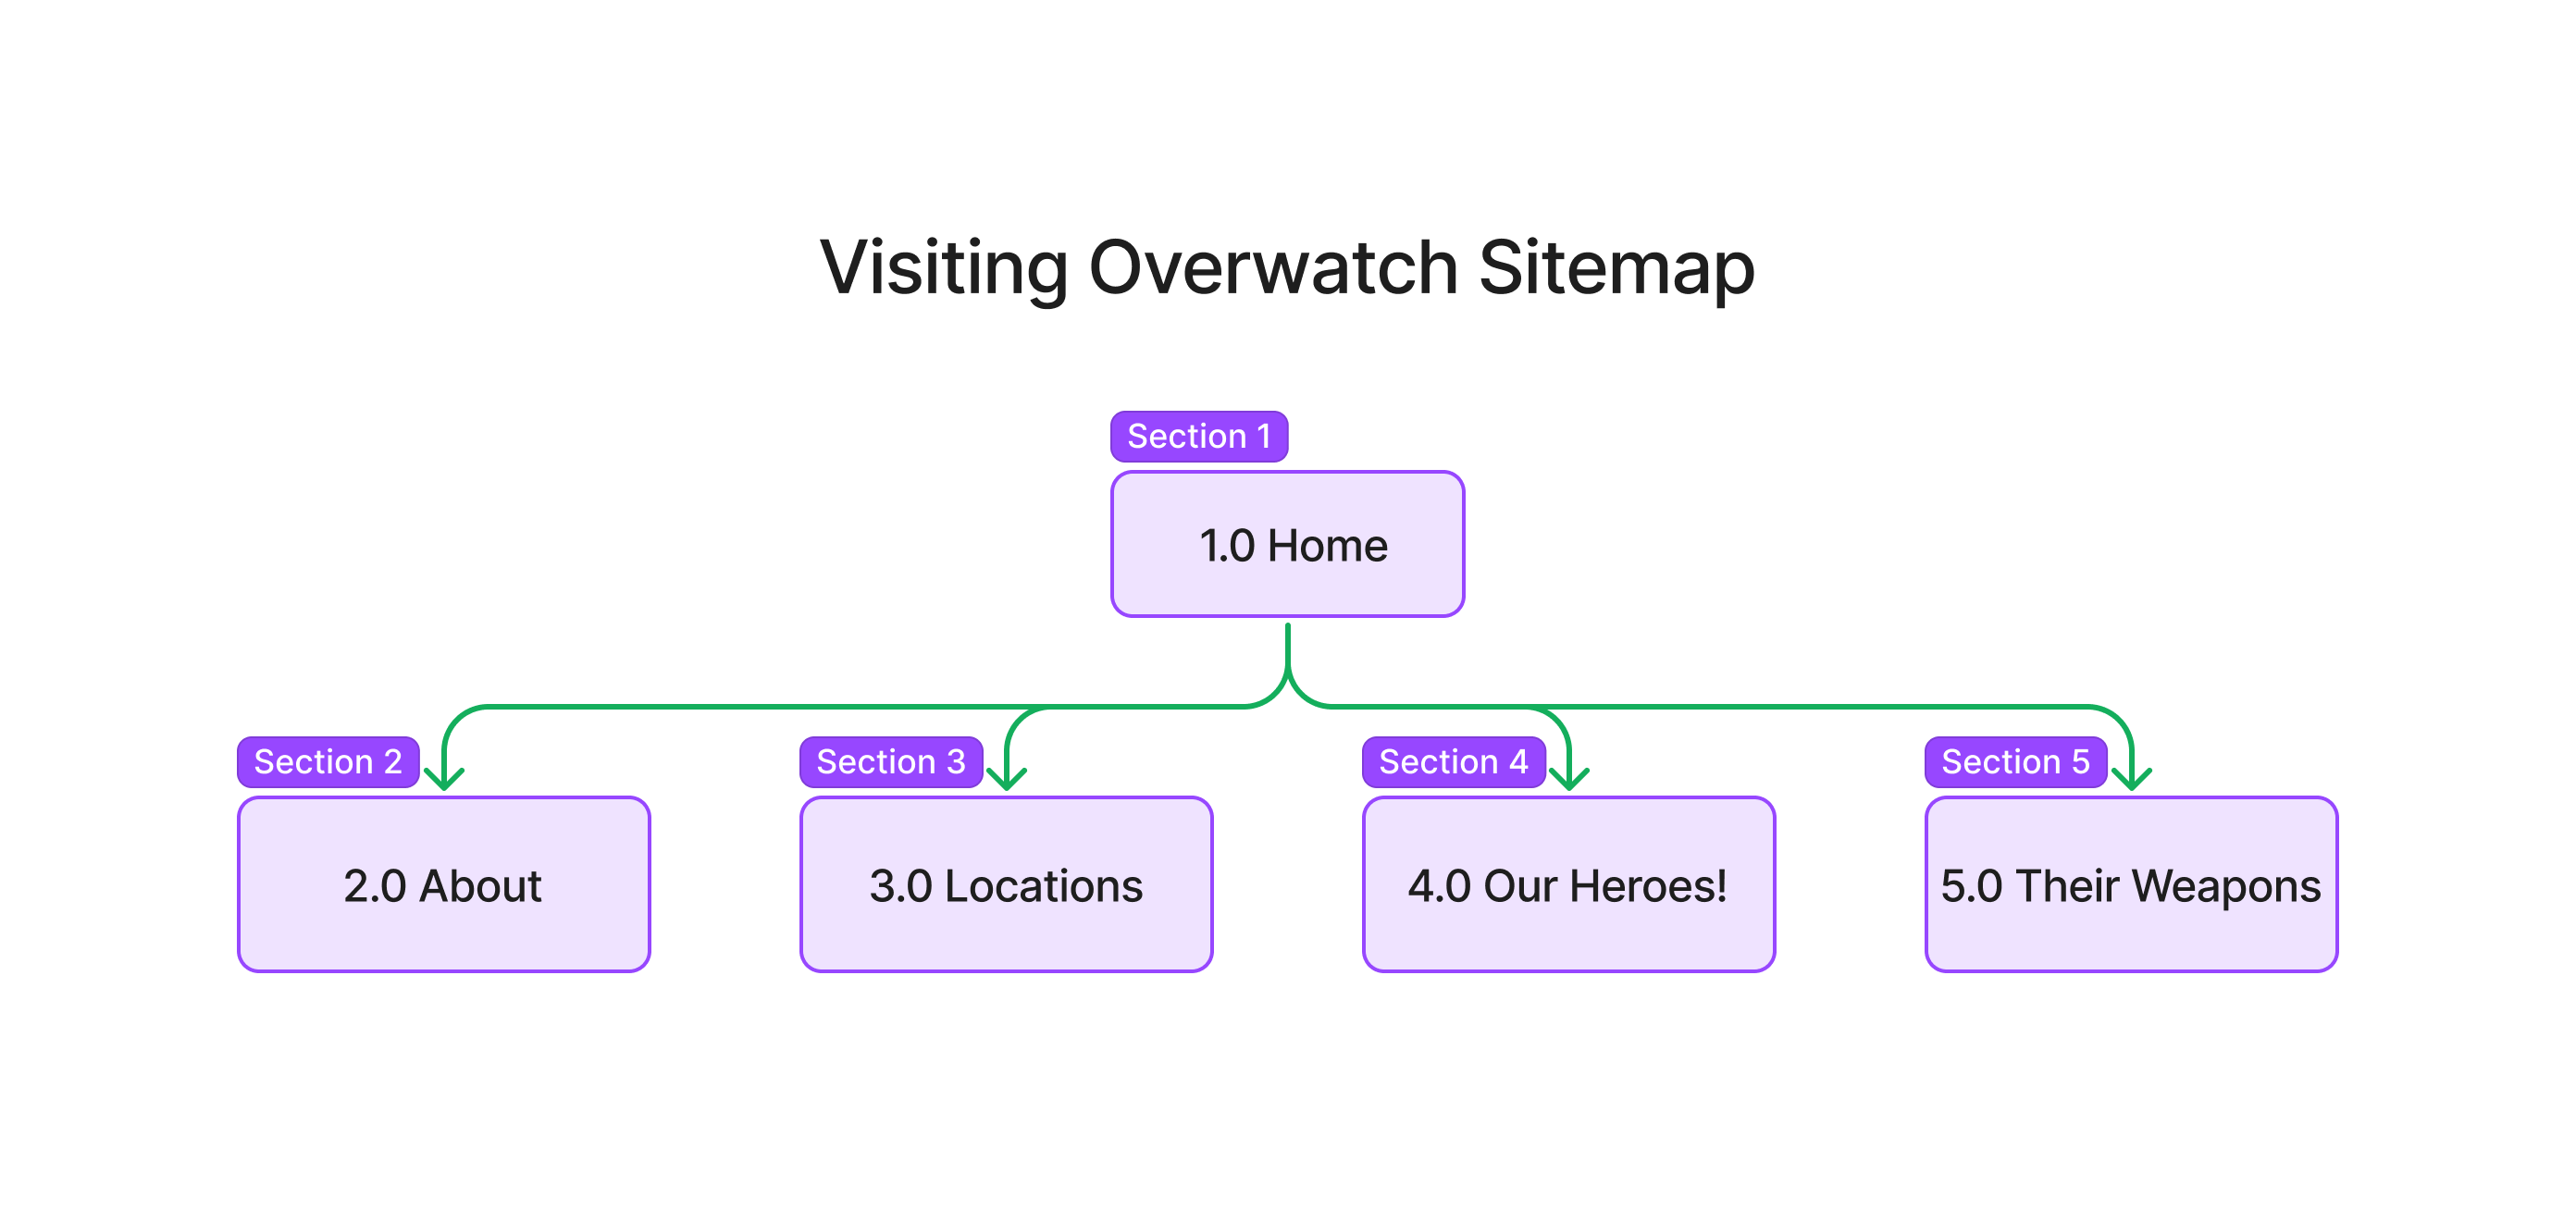 Visiting Overwatch Sitemap
Section 1
1.0 Home
Section 2
2.0 About
Section 3
3.0 Locations
Section 4
4.0 Our Heroes!
Section 5
5.0 Their Weapons